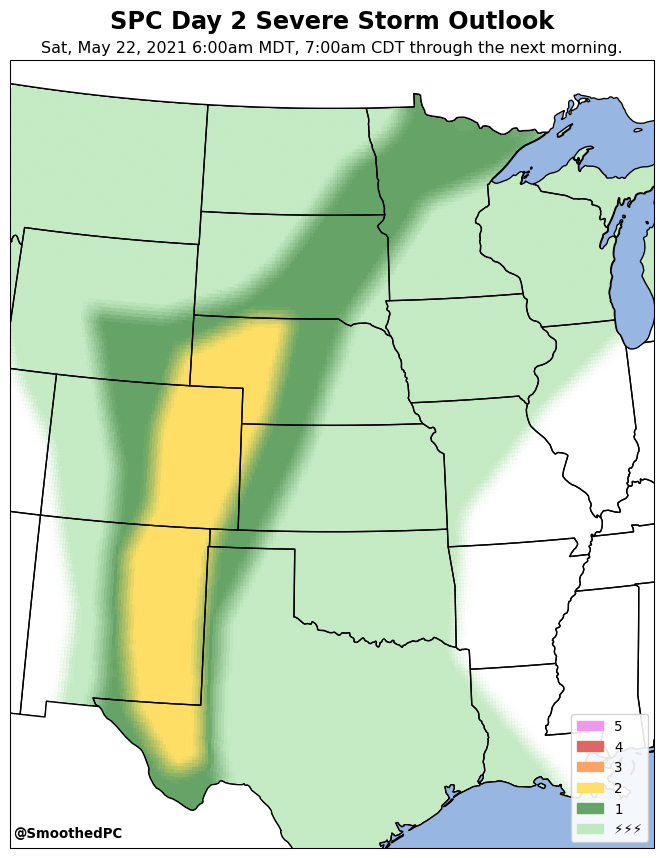 SPC Day 2 Severe Storm Outlook
Sat, May 22, 2021 6:00am MDT, 7:00am CDT through the next morning.
5
4
3
2
1
⚡⚡⚡
@SmoothedPC